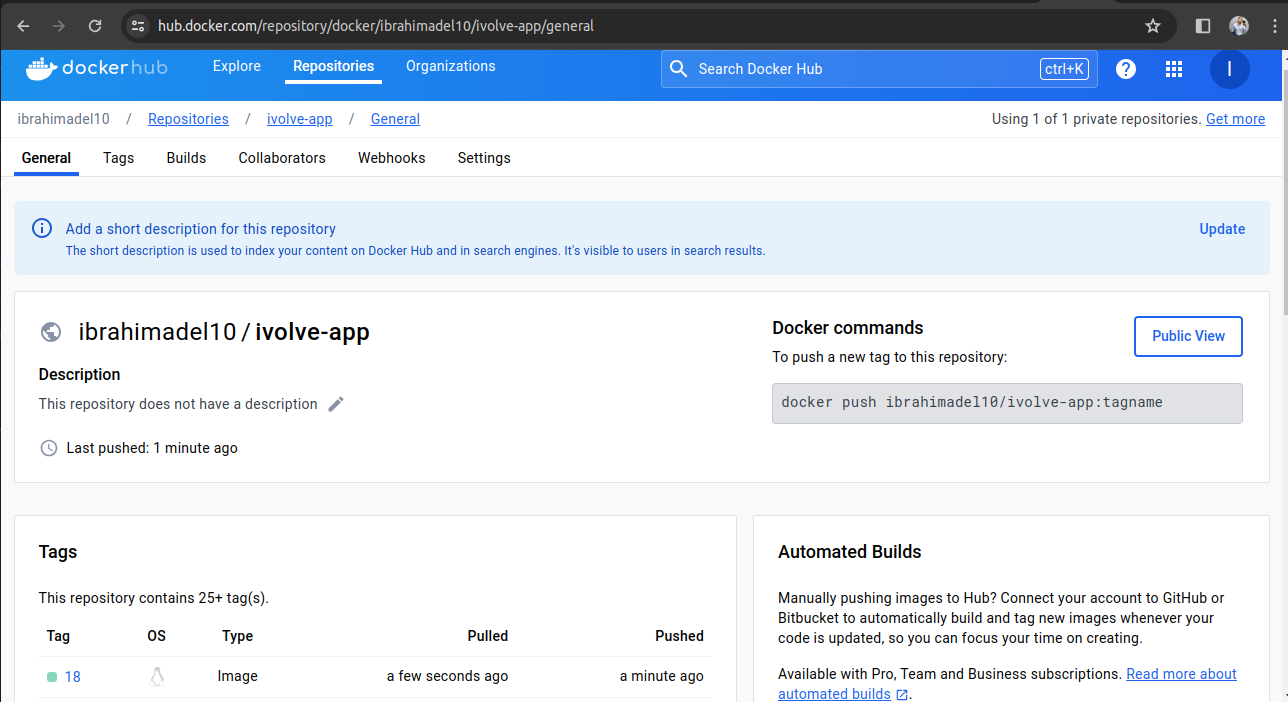 hub.docker.com/repository/docker/ibrahimadel10/ivolve-app/general
dockerhub Explore Repositories Organizations Search Docker Hub ctrl+K ? I
ibrahimadel10 / Repositories / ivolve-app / General Using 1 of 1 private repositories. Get more
General Tags Builds Collaborators Webhooks Settings
Add a short description for this repository Update
The short description is used to index your content on Docker Hub and in search engines. It's visible to users in search results.
ibrahimadel10 / ivolve-app
Description
This repository does not have a description
Last pushed: 1 minute ago
Docker commands
Public View
To push a new tag to this repository:
docker push ibrahimadel10/ivolve-app:tagname
Tags
This repository contains 25+ tag(s).
Tag OS Type Pulled Pushed
18 Image a few seconds ago a minute ago
Automated Builds
Manually pushing images to Hub? Connect your account to GitHub or
Bitbucket to automatically build and tag new images whenever your
code is updated, so you can focus your time on creating.
Available with Pro, Team and Business subscriptions. Read more about
automated builds .